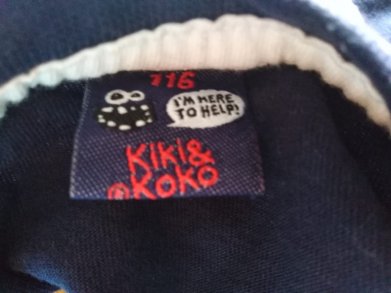 116
I'M HERE
TO HELP!
KIKI&
®KOKO